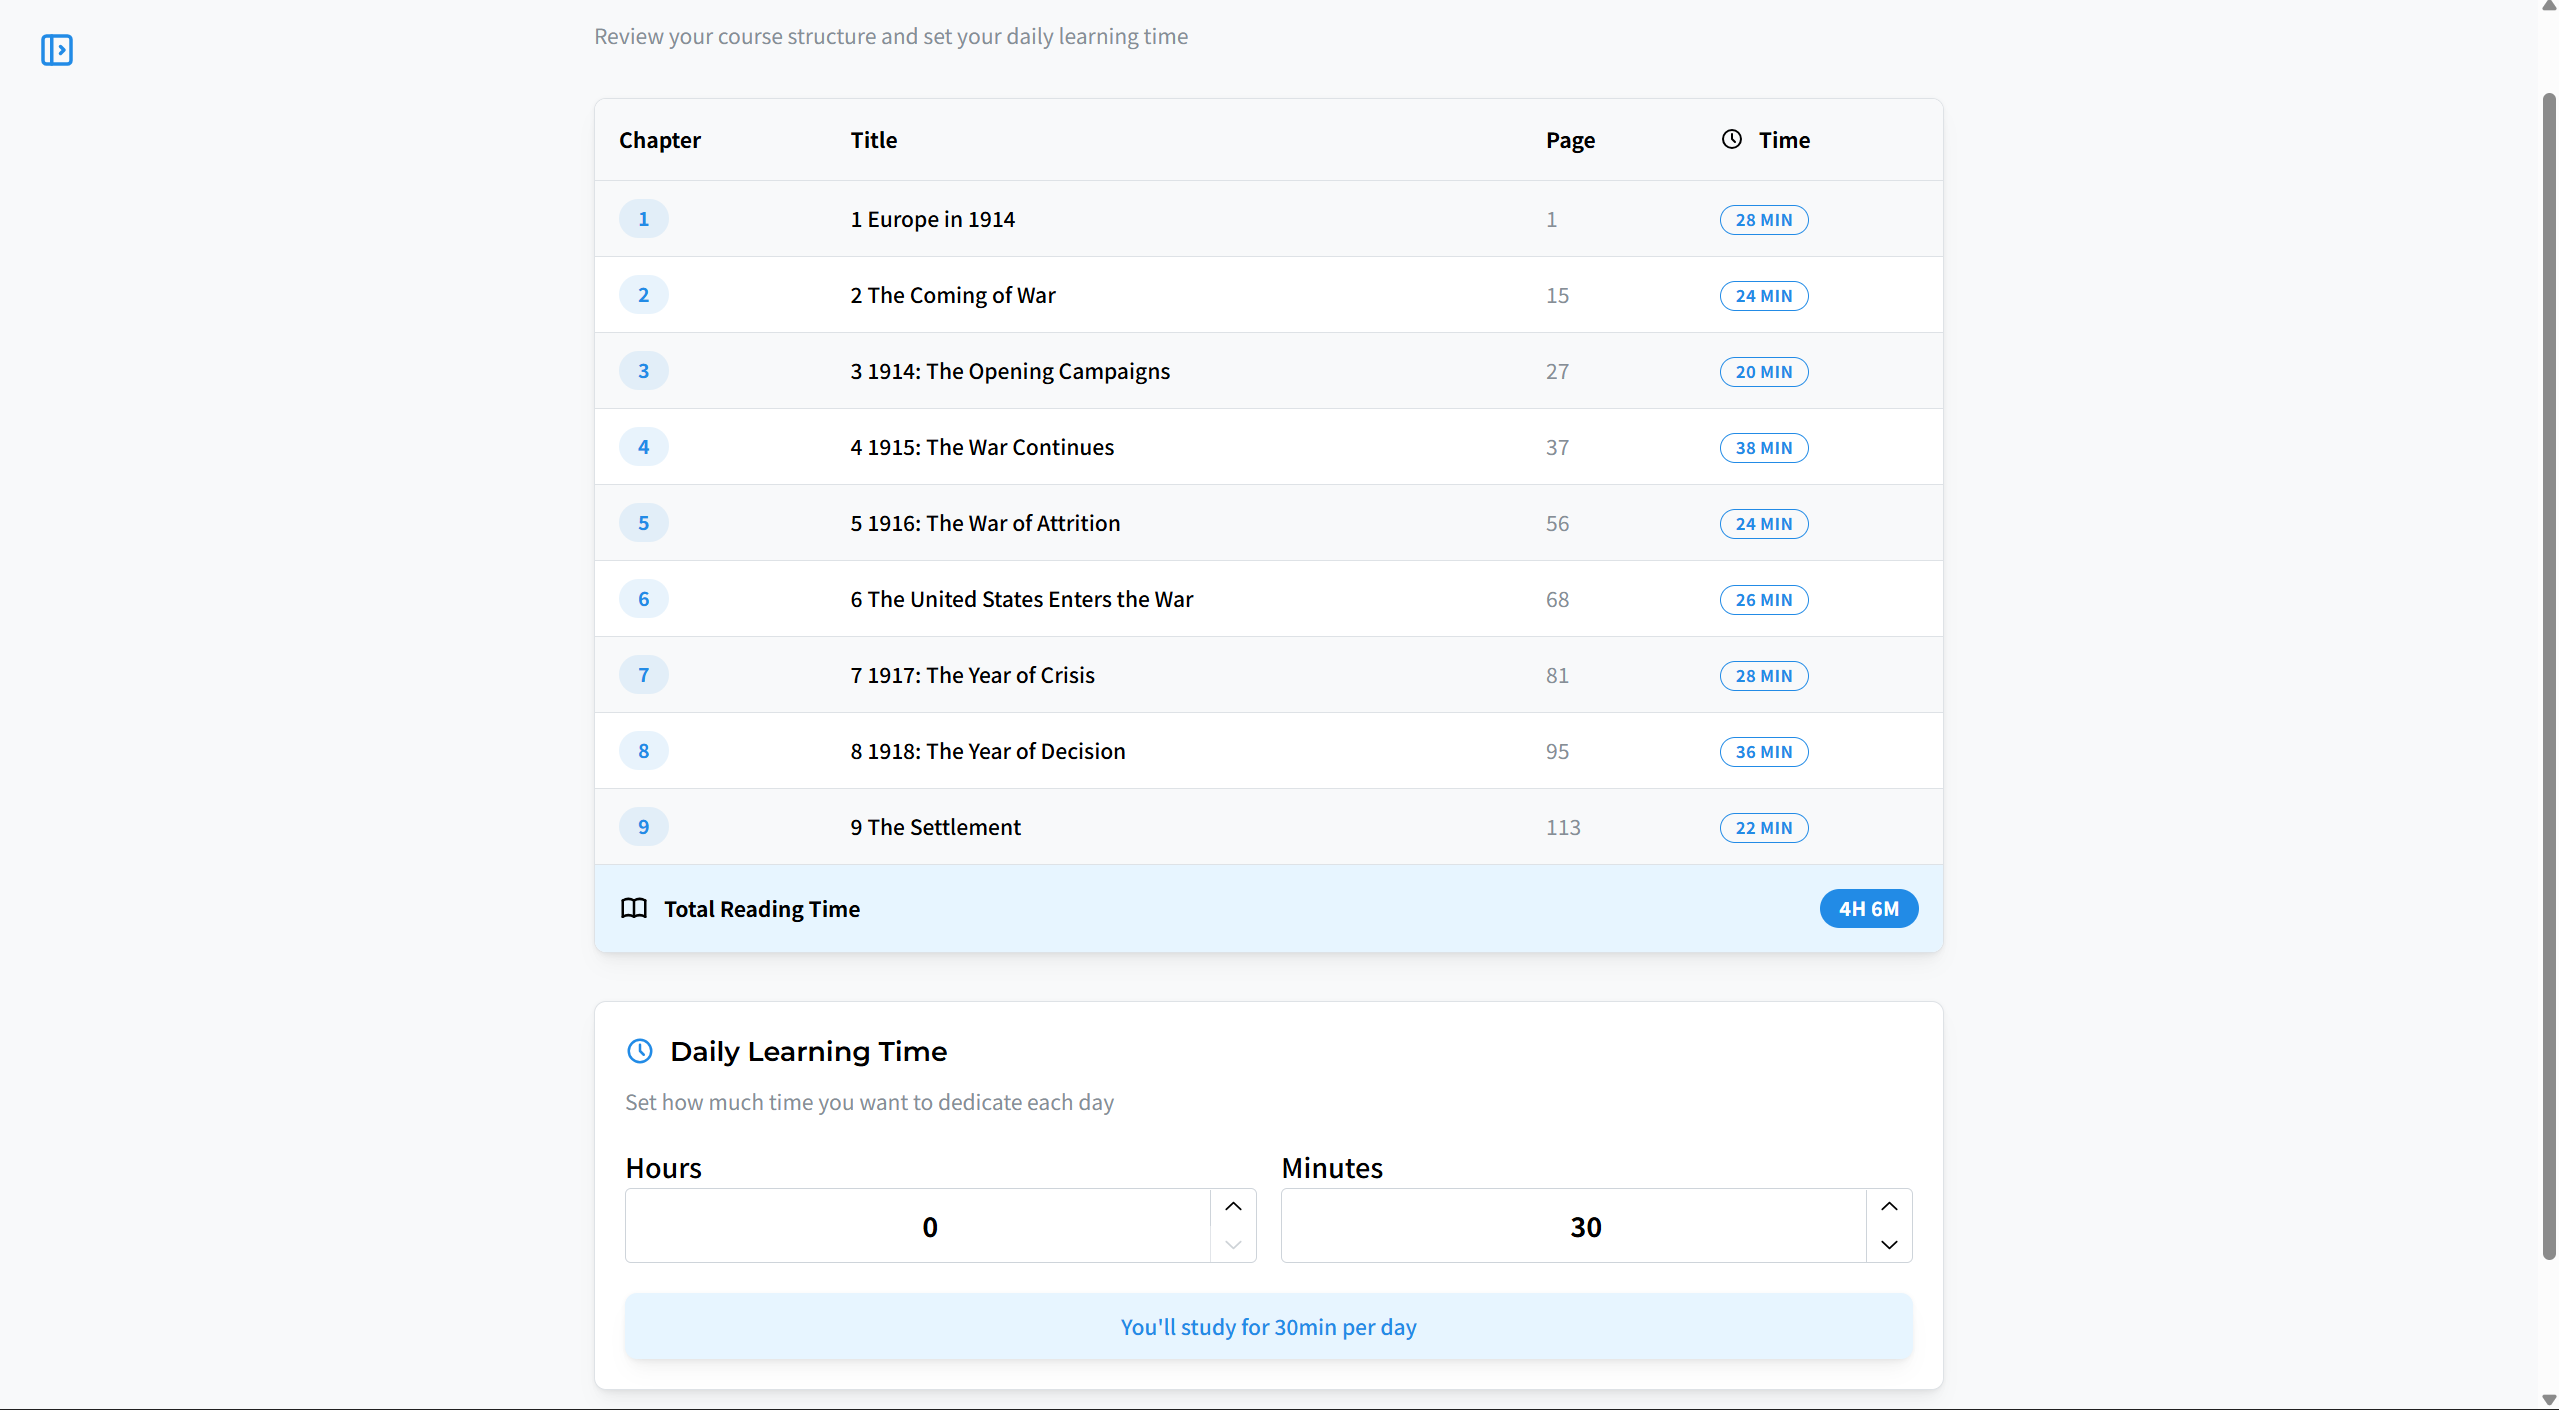 Review your course structure and set your daily learning time
Chapter Title Page Time
1 1 Europe in 1914 1 28 MIN
2 2 The Coming of War 15 24 MIN
3 3 1914: The Opening Campaigns 27 20 MIN
4 4 1915: The War Continues 37 38 MIN
5 5 1916: The War of Attrition 56 24 MIN
6 6 The United States Enters the War 68 26 MIN
7 7 1917: The Year of Crisis 81 28 MIN
8 8 1918: The Year of Decision 95 36 MIN
9 9 The Settlement 113 22 MIN
Total Reading Time 4H 6M
Daily Learning Time
Set how much time you want to dedicate each day
Hours Minutes
0 30
You'll study for 30min per day